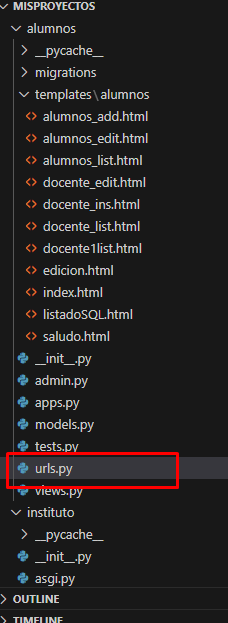 MISPROYECTOS
alumnos
__pycache__
migrations
templates\alumnos
alumnos_add.html
alumnos_edit.html
alumnos_list.html
docente_edit.html
docente_ins.html
docente_list.html
docente1list.html
edicion.html
index.html
listadoSQL.html
saludo.html
__init__.py
admin.py
apps.py
models.py
tests.py
urls.py
views.py
instituto
__pycache__
__init__.py
asgi.py
OUTLINE
TIMELINE